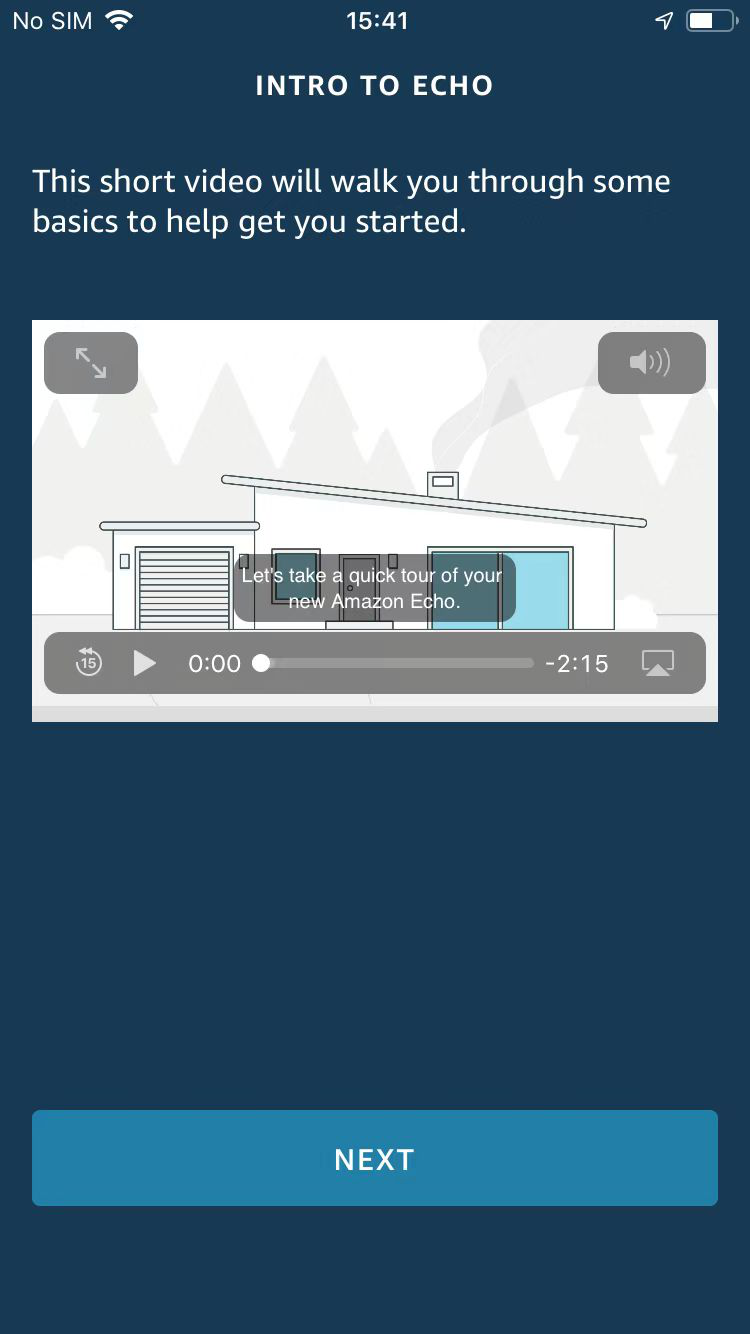 No SIM 15:41
INTRO TO ECHO
This short video will walk you through some
basics to help get you started.
Let's take a quick tour of your
new Amazon Echo.
15 0:00 -2:15
NEXT